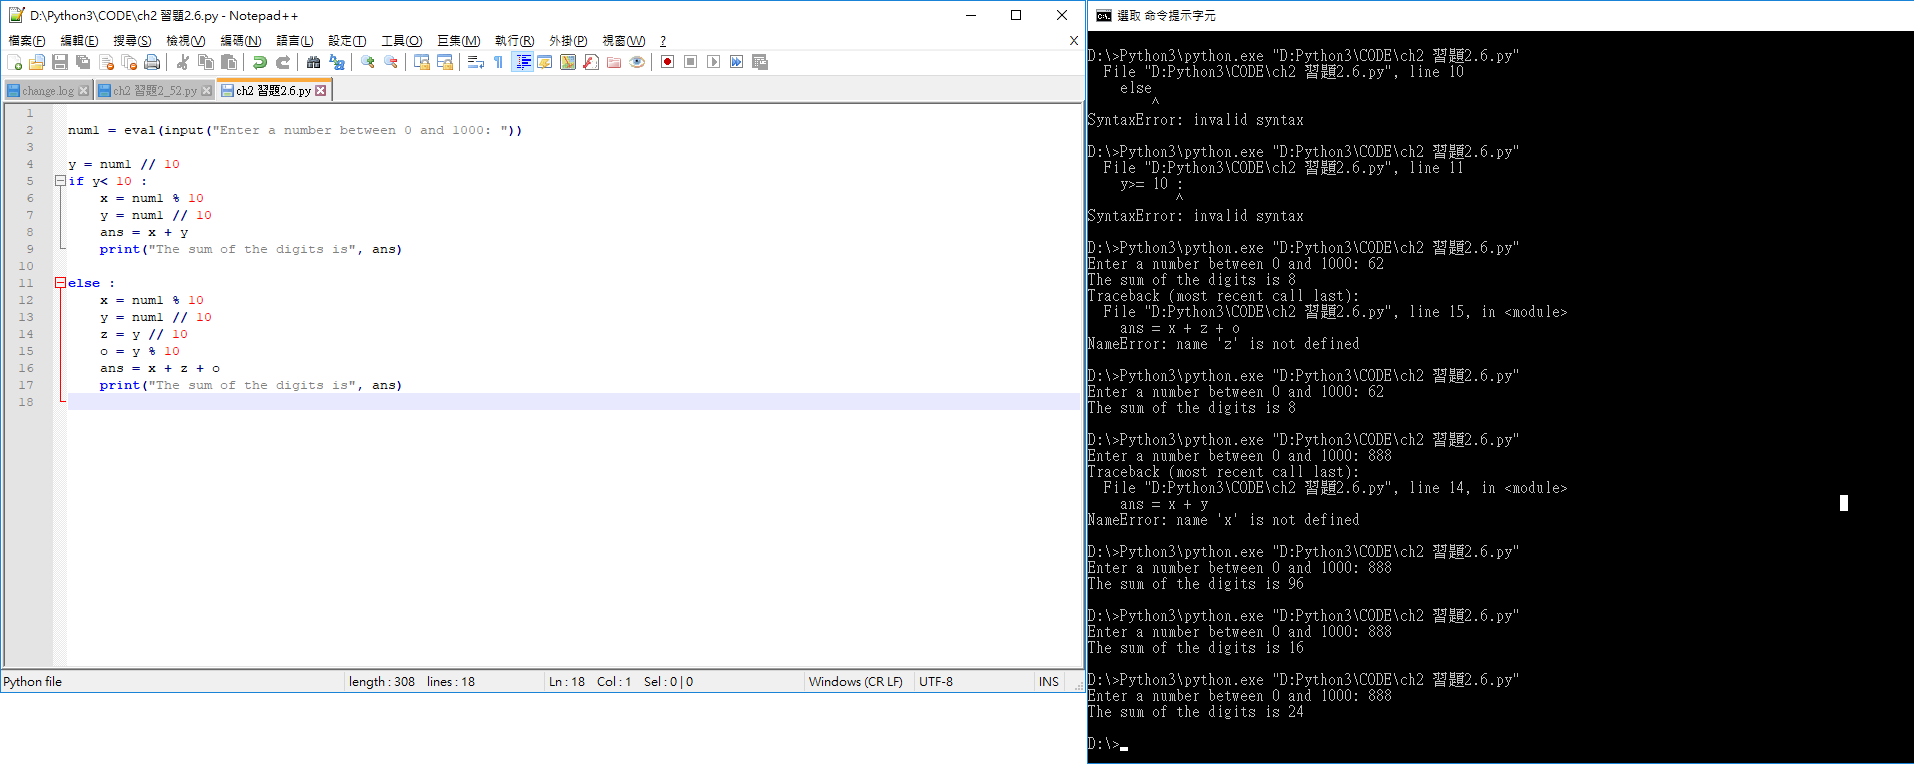 D:\Python3\CODE\ch2 習題2.6.py - Notepad++
檔案(F) 編輯(E) 搜尋(S) 檢視(V) 編碼(N) 語言(L) 設定(T) 工具(O) 巨集(M) 執行(R) 外掛(P) 視窗(W) ? X
change.log ch2 習題2_52.py ch2 習題2.6.py
1
2 num1 = eval(input("Enter a number between 0 and 1000: "))
3
4 y = num1 // 10
5 if y< 10 :
6 x = num1 % 10
7 y = num1 // 10
8 ans = x + y
9 print("The sum of the digits is", ans)
10
11 else :
12 x = num1 % 10
13 y = num1 // 10
14 z = y // 10
15 o = y % 10
16 ans = x + z + o
17 print("The sum of the digits is", ans)
18
Python file length : 308 lines : 18 Ln : 18 Col : 1 Sel : 0 | 0 Windows (CR LF) UTF-8 INS
選取 命令提示字元
D:\>Python3\python.exe "D:Python3\CODE\ch2 習題2.6.py"
File "D:Python3\CODE\ch2 習題2.6.py", line 10
else
^
SyntaxError: invalid syntax
D:\>Python3\python.exe "D:Python3\CODE\ch2 習題2.6.py"
File "D:Python3\CODE\ch2 習題2.6.py", line 11
y>= 10 :
^
SyntaxError: invalid syntax
D:\>Python3\python.exe "D:Python3\CODE\ch2 習題2.6.py"
Enter a number between 0 and 1000: 62
The sum of the digits is 8
Traceback (most recent call last):
File "D:Python3\CODE\ch2 習題2.6.py", line 15, in <module>
ans = x + z + o
NameError: name 'z' is not defined
D:\>Python3\python.exe "D:Python3\CODE\ch2 習題2.6.py"
Enter a number between 0 and 1000: 62
The sum of the digits is 8
D:\>Python3\python.exe "D:Python3\CODE\ch2 習題2.6.py"
Enter a number between 0 and 1000: 888
Traceback (most recent call last):
File "D:Python3\CODE\ch2 習題2.6.py", line 14, in <module>
ans = x + y
NameError: name 'x' is not defined
D:\>Python3\python.exe "D:Python3\CODE\ch2 習題2.6.py"
Enter a number between 0 and 1000: 888
The sum of the digits is 96
D:\>Python3\python.exe "D:Python3\CODE\ch2 習題2.6.py"
Enter a number between 0 and 1000: 888
The sum of the digits is 16
D:\>Python3\python.exe "D:Python3\CODE\ch2 習題2.6.py"
Enter a number between 0 and 1000: 888
The sum of the digits is 24
D:\>